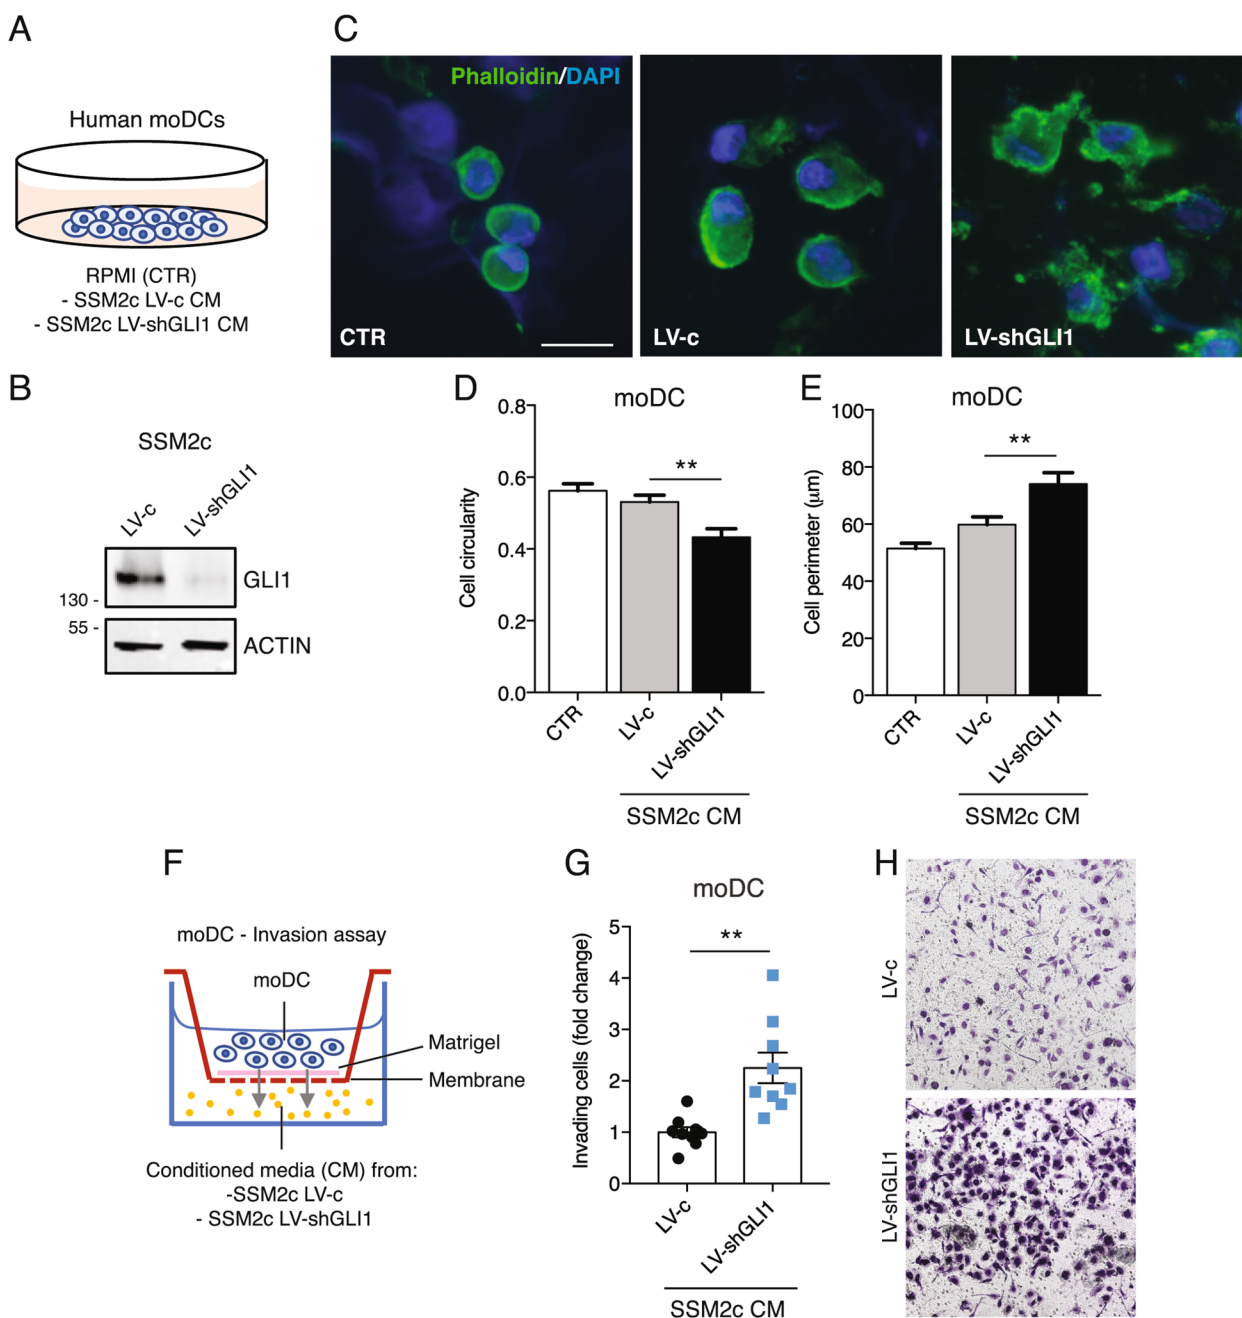 A
Human moDCs
RPMI (CTR)
- SSM2c LV-c CM
- SSM2c LV-shGLI1 CM
B
SSM2c
LV-c
LV-shGLI1
GLI1
130 -
55 -
ACTIN
C
Phalloidin/DAPI
CTR
LV-c
LV-shGLI1
D
moDC
Cell circularity
0.8
0.6
0.4
0.2
0.0
**
CTR
LV-c
LV-shGLI1
SSM2c CM
E
moDC
Cell perimeter (μm)
100
80
60
40
20
0
**
CTR
LV-c
LV-shGLI1
SSM2c CM
F
moDC - Invasion assay
moDC
Matrigel
Membrane
Conditioned media (CM) from:
-SSM2c LV-c
- SSM2c LV-shGLI1
G
moDC
Invading cells (fold change)
5
4
3
2
1
0
**
LV-c
LV-shGLI1
SSM2c CM
H
LV-c
LV-shGLI1